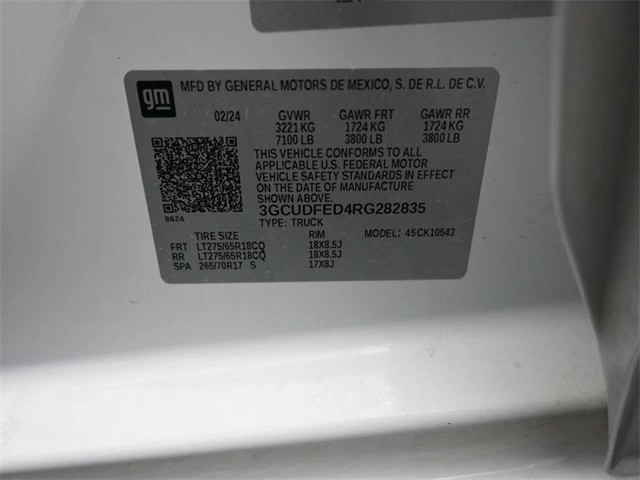 gm
MFD BY GENERAL MOTORS DE MEXICO, S. DE R.L. DE C.V.
02/24 GVWR GAWR FRT GAWR RR
3221 KG 1724 KG 1724 KG
7100 LB 3800 LB 3800 LB
THIS VEHICLE CONFORMS TO ALL
APPLICABLE U.S. FEDERAL MOTOR
VEHICLE SAFETY STANDARDS IN EFFECT
ON THE DATE OF MANUFACTURE
SHOWN ABOVE.
3GCUDFED4RG282835
8824 TYPE: TRUCK
TIRE SIZE RIM MODEL: 45CK10543
FRT LT275/65R18CQ 18X8.5J
RR LT275/65R18CQ 18X8.5J
SPA 265/70R17 S 17X8J